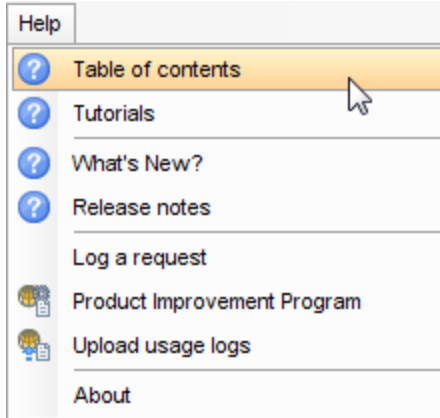 Help
Table of contents
Tutorials
What's New?
Release notes
Log a request
Product Improvement Program
Upload usage logs
About